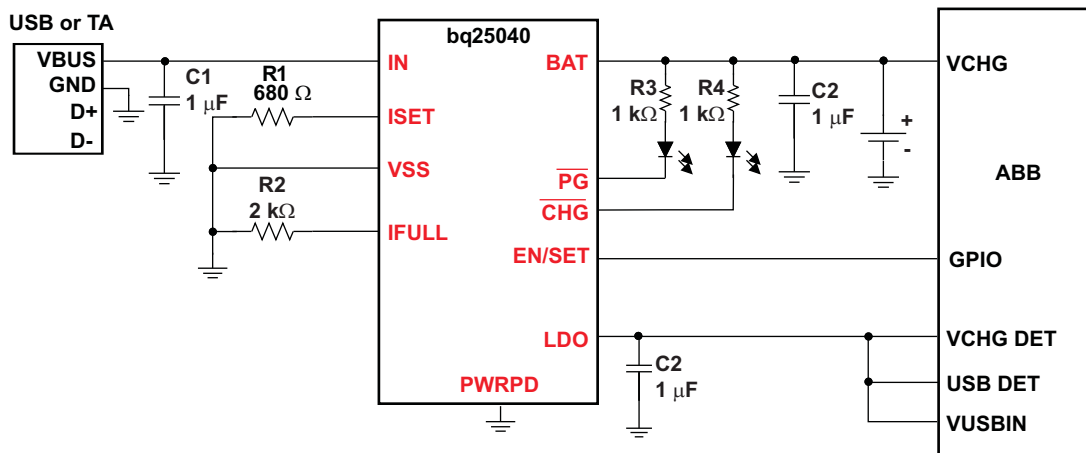 USB or TA
VBUS
GND
D+
D-
C1
1 μF
R1
680 Ω
R2
2 kΩ
bq25040
IN
ISET
VSS
IFULL
BAT
PG
CHG
EN/SET
LDO
PWRPD
R3
1 kΩ
R4
1 kΩ
C2
1 μF
+
-
C2
1 μF
VCHG
ABB
GPIO
VCHG DET
USB DET
VUSBIN